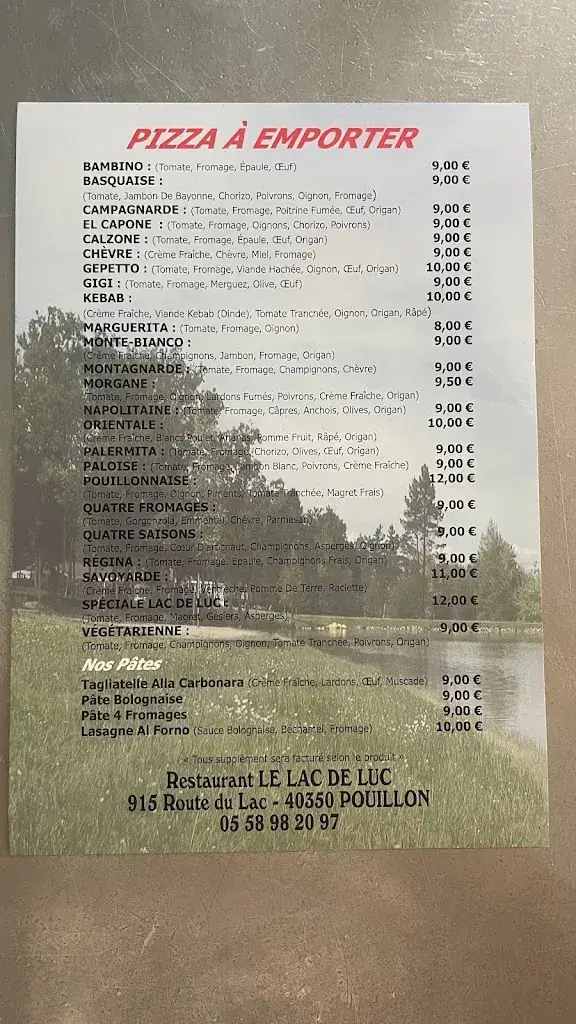 PIZZA À EMPORTER
BAMBINO : (Tomate, Fromage, Épaule, Œuf) 9,00 €
BASQUAISE : 9,00 €
(Tomate, Jambon De Bayonne, Chorizo, Poivrons, Oignon, Fromage)
CAMPAGNARDE : (Tomate, Fromage, Poitrine Fumée, Œuf, Origan) 9,00 €
EL CAPONE : (Tomate, Fromage, Oignons, Chorizo, Poivrons) 9,00 €
CALZONE : (Tomate, Fromage, Épaule, Œuf, Origan) 9,00 €
CHÈVRE : (Crème Fraîche, Chèvre, Miel, Fromage) 9,00 €
GEPETTO : (Tomate, Fromage, Viande Hachée, Oignon, Œuf, Origan) 10,00 €
GIGI : (Tomate, Fromage, Merguez, Olive, Œuf) 9,00 €
KEBAB : 10,00 €
(Crème Fraîche, Viande Kebab (Dinde), Tomate Tranchée, Oignon, Origan, Râpé)
MARGUERITA : (Tomate, Fromage, Oignon) 8,00 €
MONTE-BIANCO : 9,00 €
(Crème Fraîche, Champignons, Jambon, Fromage, Origan)
MONTAGNARDE : (Tomate, Fromage, Champignons, Chèvre) 9,00 €
MORGANE : 9,50 €
(Tomate, Fromage, Oignon, Lardons Fumés, Poivrons, Crème Fraîche, Origan)
NAPOLITAINE : (Tomate, Fromage, Câpres, Anchois, Olives, Origan) 9,00 €
ORIENTALE : 10,00 €
(Crème Fraîche, Blancs Poulet, Ananas, Pomme Fruit, Râpé, Origan)
PALERMITA : (Tomate, Fromage, Chorizo, Olives, Œuf, Origan) 9,00 €
PALOISE : (Tomate, Fromage, Jambon Blanc, Poivrons, Crème Fraîche) 9,00 €
POUILLONNAISE : 12,00 €
(Tomate, Fromage, Oignon, Piments, Tomate Tranchée, Magret Frais)
QUATRE FROMAGES : 9,00 €
(Tomate, Gorgonzola, Emmental, Chèvre, Parmesan)
QUATRE SAISONS : 9,00 €
(Tomate, Fromage, Cœur D'artichaut, Champignons, Asperges, Oignon)
RÉGINA : (Tomate, Fromage, Épaule, Champignons Frais, Origan) 9,00 €
SAVOYARDE : 11,00 €
(Crème Fraîche, Fromage, Ventrèche, Pomme De Terre, Raclette)
SPÉCIALE LAC DE LUC : 12,00 €
(Tomate, Fromage, Magret, Gésiers, Asperges)
VÉGÉTARIENNE : 9,00 €
(Tomate, Fromage, Champignons, Oignon, Tomate Tranchée, Poivrons, Origan)
Nos Pâtes
Tagliatelle Alla Carbonara (Crème Fraîche, Lardons, Œuf, Muscade) 9,00 €
Pâte Bolognaise 9,00 €
Pâte 4 Fromages 9,00 €
Lasagne Al Forno (Sauce Bolognaise, Bechamel, Fromage) 10,00 €
« Tous supplément sera facturé selon le produit »
Restaurant LE LAC DE LUC
915 Route du Lac - 40350 POUILLON
05 58 98 20 97